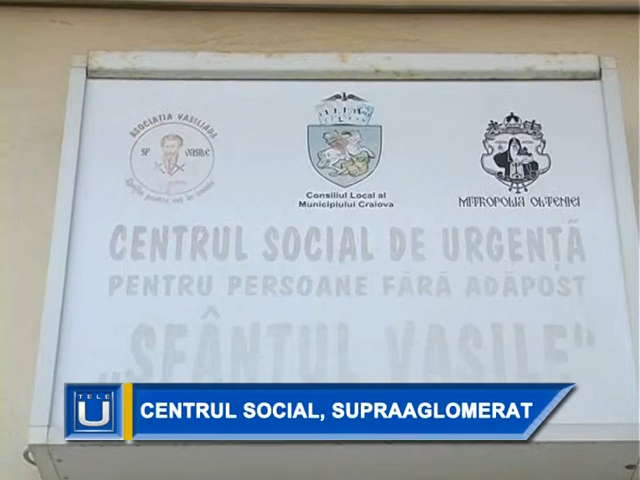 ASOCIATIA VASILIADA
SF VASILE
Consiliul Local al
Municipiului Craiova
MITROPOLIA OLTENIEI
CENTRUL SOCIAL DE URGENȚĂ
PENTRU PERSOANE FĂRĂ ADĂPOST
„SFÂNTUL VASILE"
TELE
U
CENTRUL SOCIAL, SUPRAAGLOMERAT